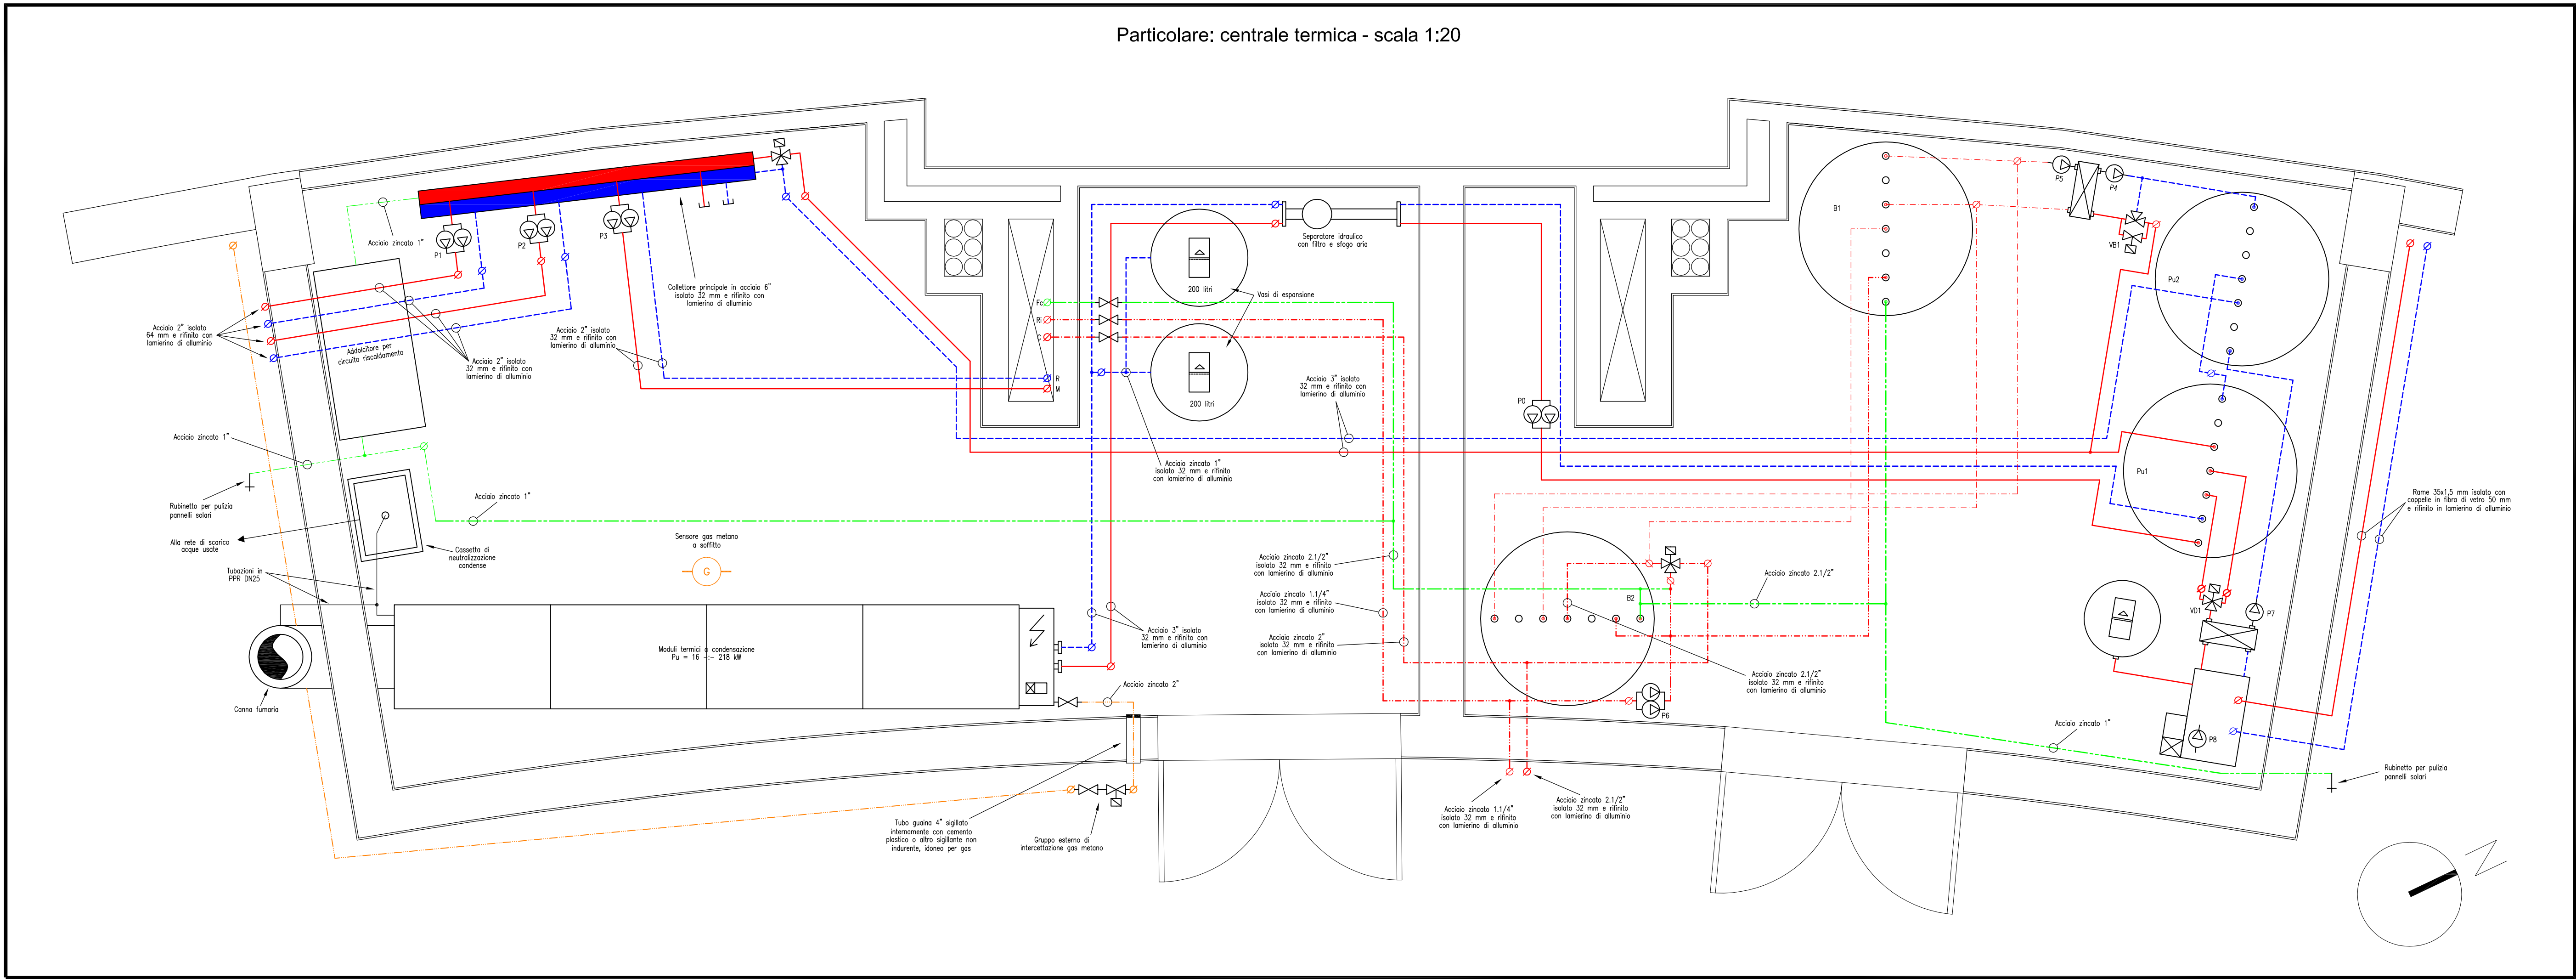 Particolare: centrale termica - scala 1:20
Acciaio zincato 1"
P1
P2
P3
Collettore principale in acciaio 6"
isolato 32 mm e rifinito con
lamierino di alluminio
Acciaio 2" isolato
64 mm e rifinito con
lamierino di alluminio
Addolcitore per
circuito riscaldamento
Acciaio 2" isolato
32 mm e rifinito con
lamierino di alluminio
Acciaio 2" isolato
32 mm e rifinito con
lamierino di alluminio
Fc
Ri
C
R
M
200 litri
Vasi di espansione
200 litri
Separatore idraulico
con filtro e sfogo aria
Acciaio 3" isolato
32 mm e rifinito con
lamierino di alluminio
P0
B1
P5
P4
VB1
Pu2
Pu1
Acciaio zincato 1"
Rubinetto per pulizia
pannelli solari
Alla rete di scarico
acque usate
Tubazioni in
PPR DN25
Cassetta di
neutralizzazione
condense
Acciaio zincato 1"
Sensore gas metano
a soffitto
G
Acciaio zincato 1"
isolato 32 mm e rifinito
con lamierino di alluminio
Moduli termici a condensazione
Pu = 16 -:- 218 kW
Canna fumaria
Acciaio 3" isolato
32 mm e rifinito con
lamierino di alluminio
Acciaio zincato 2"
Acciaio zincato 2.1/2"
isolato 32 mm e rifinito
con lamierino di alluminio
Acciaio zincato 1.1/4"
isolato 32 mm e rifinito
con lamierino di alluminio
Acciaio zincato 2"
isolato 32 mm e rifinito
con lamierino di alluminio
B2
Acciaio zincato 2.1/2"
Acciaio zincato 2.1/2"
isolato 32 mm e rifinito
con lamierino di alluminio
P6
Rame 35x1,5 mm isolato con
coppelle in fibra di vetro 50 mm
e rifinito in lamierino di alluminio
VD1
P7
P8
Acciaio zincato 1"
Rubinetto per pulizia
pannelli solari
Tubo guaina 4" sigillato
internamente con cemento
plastico o altro sigillante non
indurente, idoneo per gas
Gruppo esterno di
intercettazione gas metano
Acciaio zincato 1.1/4"
isolato 32 mm e rifinito
con lamierino di alluminio
Acciaio zincato 2.1/2"
isolato 32 mm e rifinito
con lamierino di alluminio
N